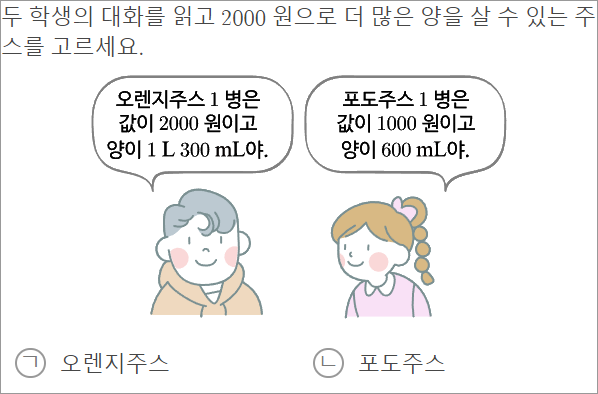 두 학생의 대화를 읽고 2000 원으로 더 많은 양을 살 수 있는 주
스를 고르세요.
오렌지주스 1 병은
값이 2000 원이고
양이 1 L 300 mL야.
포도주스 1 병은
값이 1000 원이고
양이 600 mL야.
㉠ 오렌지주스
㉡ 포도주스